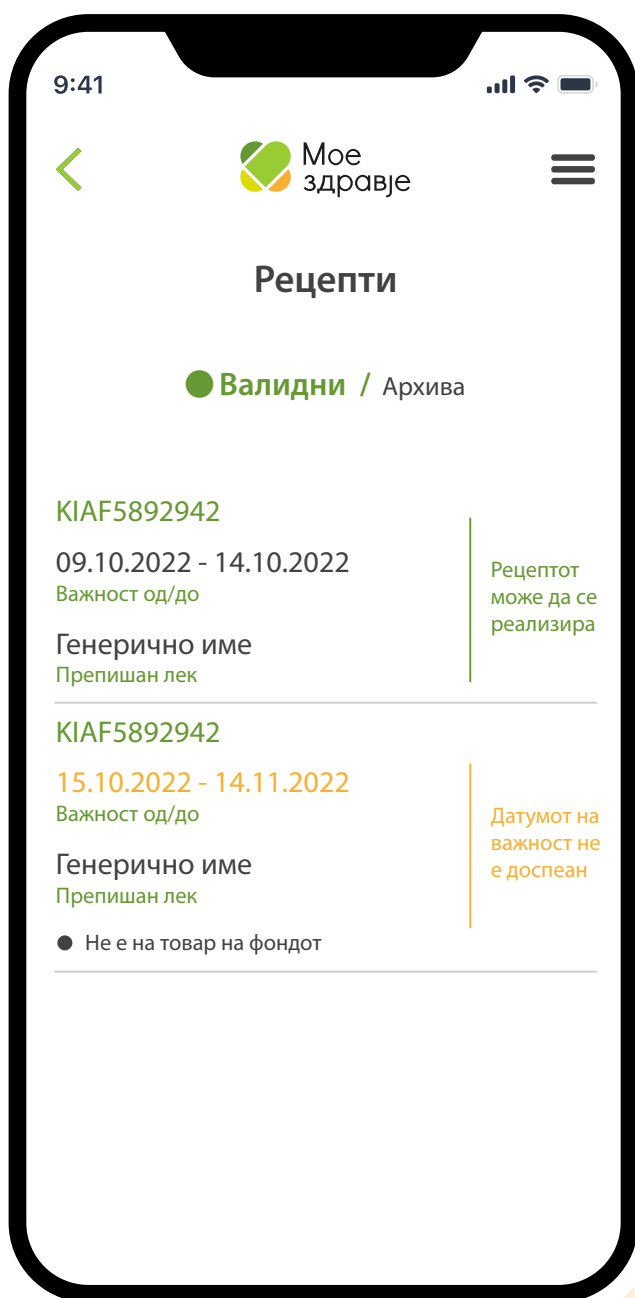 9:41
Мое
здравје
Рецепти
Валидни / Архива
KIAF5892942
09.10.2022 - 14.10.2022
Важност од/до
Генерично име
Препишан лек
Рецептот
може да се
реализира
KIAF5892942
15.10.2022 - 14.11.2022
Важност од/до
Генерично име
Препишан лек
Датумот на
важност не
е доспеан
Не е на товар на фондот